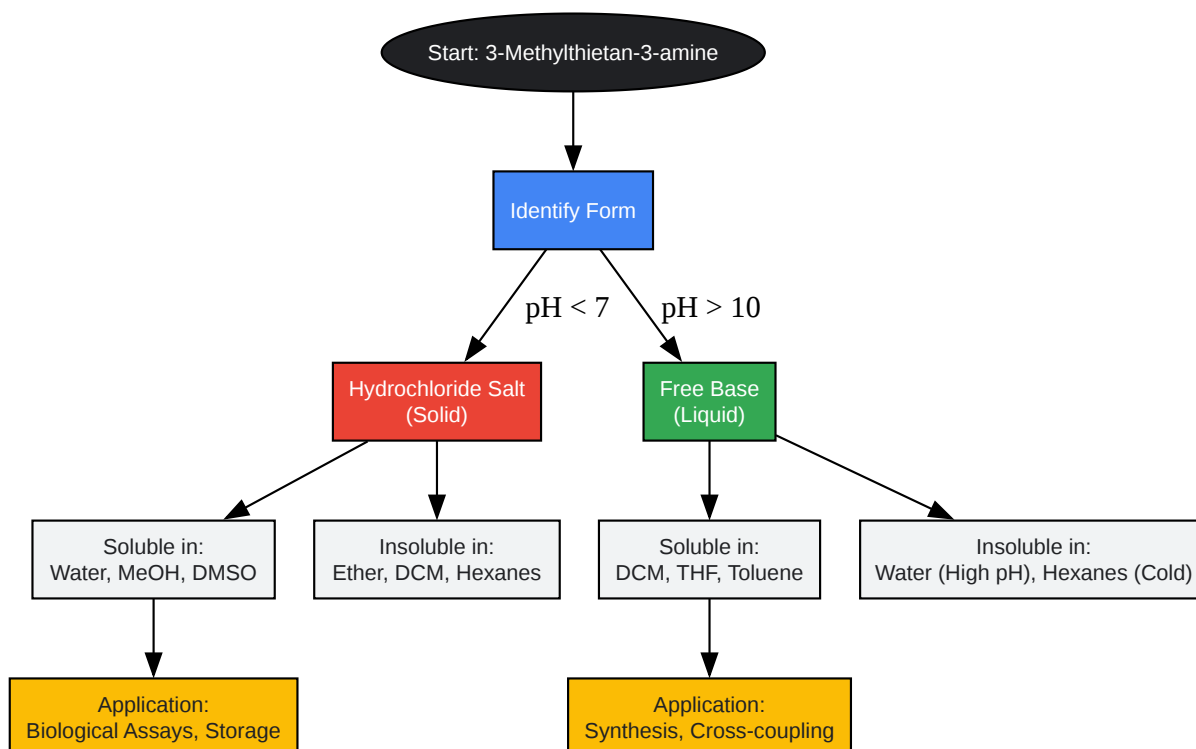 Start: 3-Methylthietan-3-amine
Identify Form
pH < 7
pH > 10
Hydrochloride Salt
(Solid)
Free Base
(Liquid)
Soluble in:
Water, MeOH, DMSO
Insoluble in:
Ether, DCM, Hexanes
Soluble in:
DCM, THF, Toluene
Insoluble in:
Water (High pH), Hexanes (Cold)
Application:
Biological Assays, Storage
Application:
Synthesis, Cross-coupling